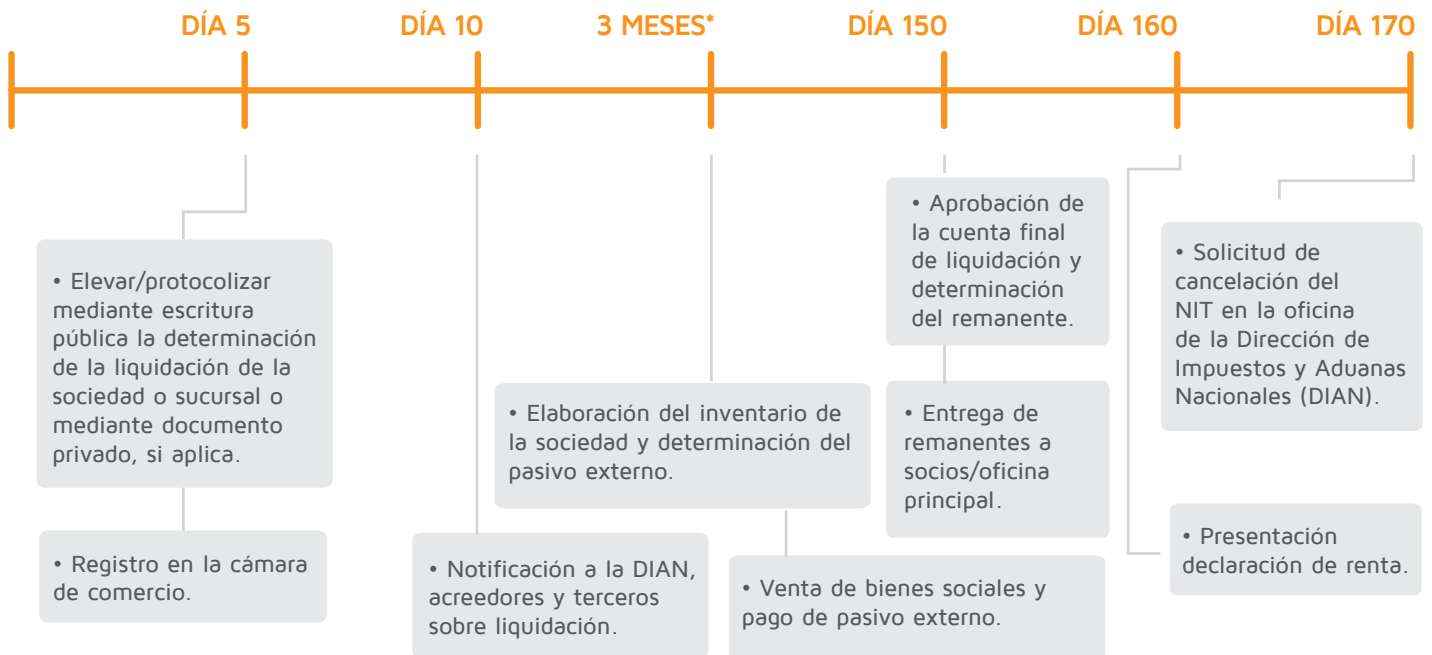 DÍA 5
DÍA 10
3 MESES*
DÍA 150
DÍA 160
DÍA 170
• Elevar/protocolizar
mediante escritura
pública la determinación
de la liquidación de la
sociedad o sucursal o
mediante documento
privado, si aplica.
• Registro en la cámara
de comercio.
• Notificación a la DIAN,
acreedores y terceros
sobre liquidación.
• Elaboración del inventario de
la sociedad y determinación del
pasivo externo.
• Venta de bienes sociales y
pago de pasivo externo.
• Aprobación de
la cuenta final
de liquidación y
determinación
del remanente.
• Entrega de
remanentes a
socios/oficina
principal.
• Presentación
declaración de renta.
• Solicitud de
cancelación del
NIT en la oficina
de la Dirección de
Impuestos y Aduanas
Nacionales (DIAN).